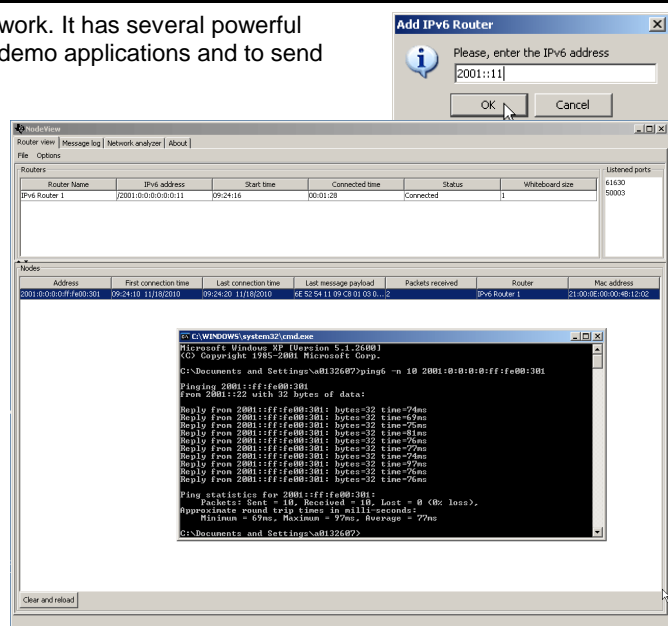 work. It has several powerful
demo applications and to send
Add IPv6 Router
Please, enter the IPv6 address
2001::11
OK Cancel
NodeView
Router view Message log Network analyzer About
File Options
Routers
Router Name IPv6 address Start time Connected time Status Whiteboard size
IPv6 Router 1 /2001:0:0:0:0:0:0:11 09:24:16 00:01:28 Connected 1
Listened ports
61630
50003
Nodes
Address First connection time Last connection time Last message payload Packets received Router Mac address
2001:0:0:0:0:ff:fe00:301 09:24:10 11/18/2010 09:24:20 11/18/2010 6E 52 54 11 09 C8 01 03 0... 2 IPv6 Router 1 21:00:0E:00:00:4B:12:02
C:\WINDOWS\system32\cmd.exe
Microsoft Windows XP [Version 5.1.2600]
(C) Copyright 1985-2001 Microsoft Corp.
C:\Documents and Settings\a0132607>ping6 -n 10 2001:0:0:0:0:ff:fe00:301
Pinging 2001::ff:fe00:301
from 2001::22 with 32 bytes of data:
Reply from 2001::ff:fe00:301: bytes=32 time=74ms
Reply from 2001::ff:fe00:301: bytes=32 time=69ms
Reply from 2001::ff:fe00:301: bytes=32 time=75ms
Reply from 2001::ff:fe00:301: bytes=32 time=81ms
Reply from 2001::ff:fe00:301: bytes=32 time=76ms
Reply from 2001::ff:fe00:301: bytes=32 time=77ms
Reply from 2001::ff:fe00:301: bytes=32 time=74ms
Reply from 2001::ff:fe00:301: bytes=32 time=97ms
Reply from 2001::ff:fe00:301: bytes=32 time=76ms
Reply from 2001::ff:fe00:301: bytes=32 time=76ms
Ping statistics for 2001::ff:fe00:301:
Packets: Sent = 10, Received = 10, Lost = 0 (0% loss),
Approximate round trip times in milli-seconds:
Minimum = 69ms, Maximum = 97ms, Average = 77ms
C:\Documents and Settings\a0132607>
Clear and reload